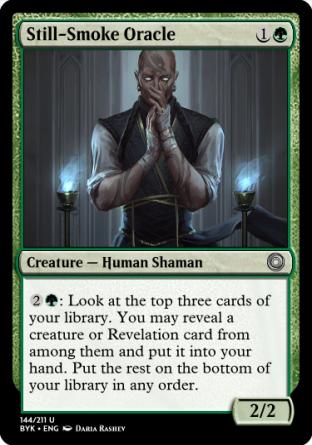 Still-Smoke Oracle 1
Creature — Human Shaman
2 : Look at the top three cards of
your library. You may reveal a
creature or Revelation card from
among them and put it into your
hand. Put the rest on the bottom of
your library in any order.
2/2
144/211 U
BYK • ENG Daria Rashev